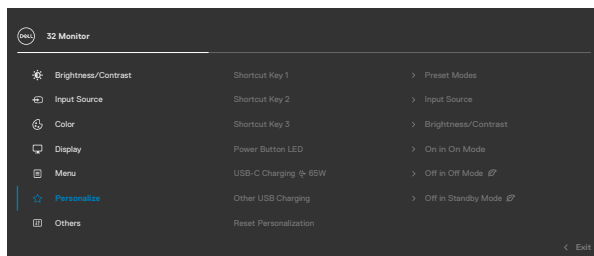 DELL
32 Monitor
Brightness/Contrast Shortcut Key 1 > Preset Modes
Input Source Shortcut Key 2 > Input Source
Color Shortcut Key 3 > Brightness/Contrast
Display Power Button LED > On in On Mode
Menu USB-C Charging 65W > Off in Off Mode
Personalize Other USB Charging > Off in Standby Mode
Others Reset Personalization
< Exit